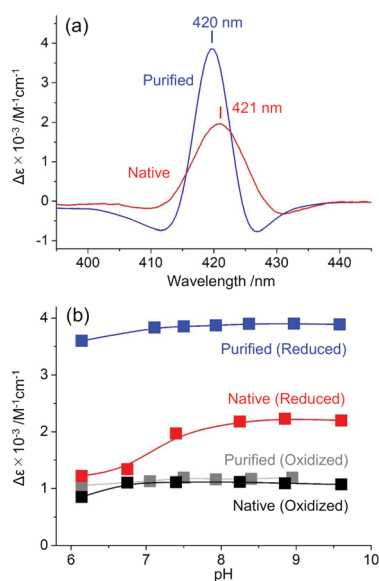 (a)
420 nm
Purified
421 nm
Native
Δε × 10⁻³ /M⁻¹cm⁻¹
4
3
2
1
0
-1
400 410 420 430 440
Wavelength /nm
(b)
Purified (Reduced)
Native (Reduced)
Purified (Oxidized)
Native (Oxidized)
Δε × 10⁻³ /M⁻¹cm⁻¹
4
3
2
1
0
6 7 8 9 10
pH